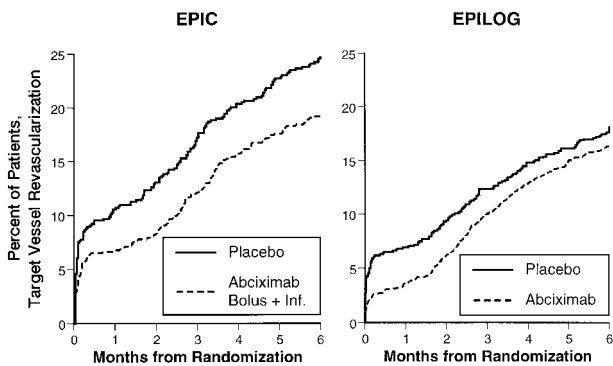 EPIC
EPILOG
Percent of Patients,
Target Vessel Revascularization
25
20
15
10
5
0
Placebo
Abciximab
Bolus + Inf.
0 1 2 3 4 5 6
Months from Randomization
25
20
15
10
5
0
Placebo
Abciximab
0 1 2 3 4 5 6
Months from Randomization